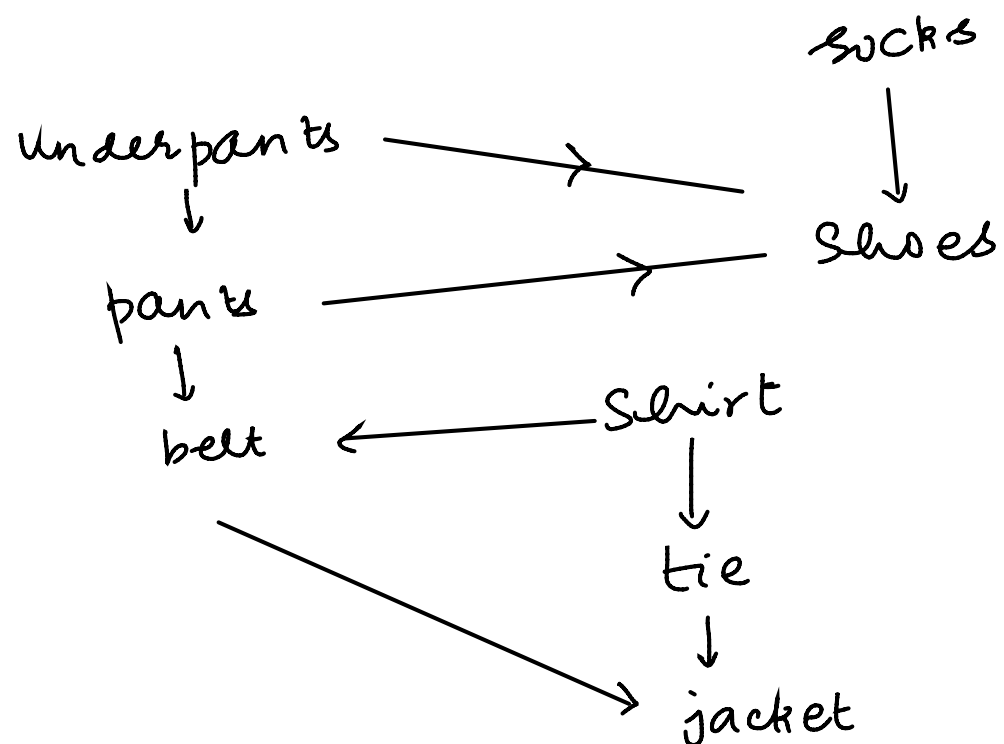 socks
underpants
shoes
pants
shirt
belt
tie
jacket